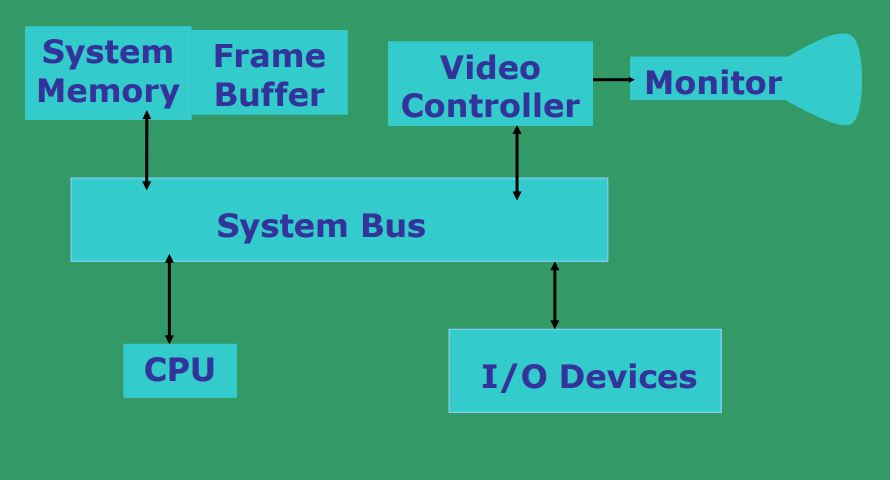 System
Memory
Frame
Buffer
Video
Controller
Monitor
System Bus
CPU
I/O Devices